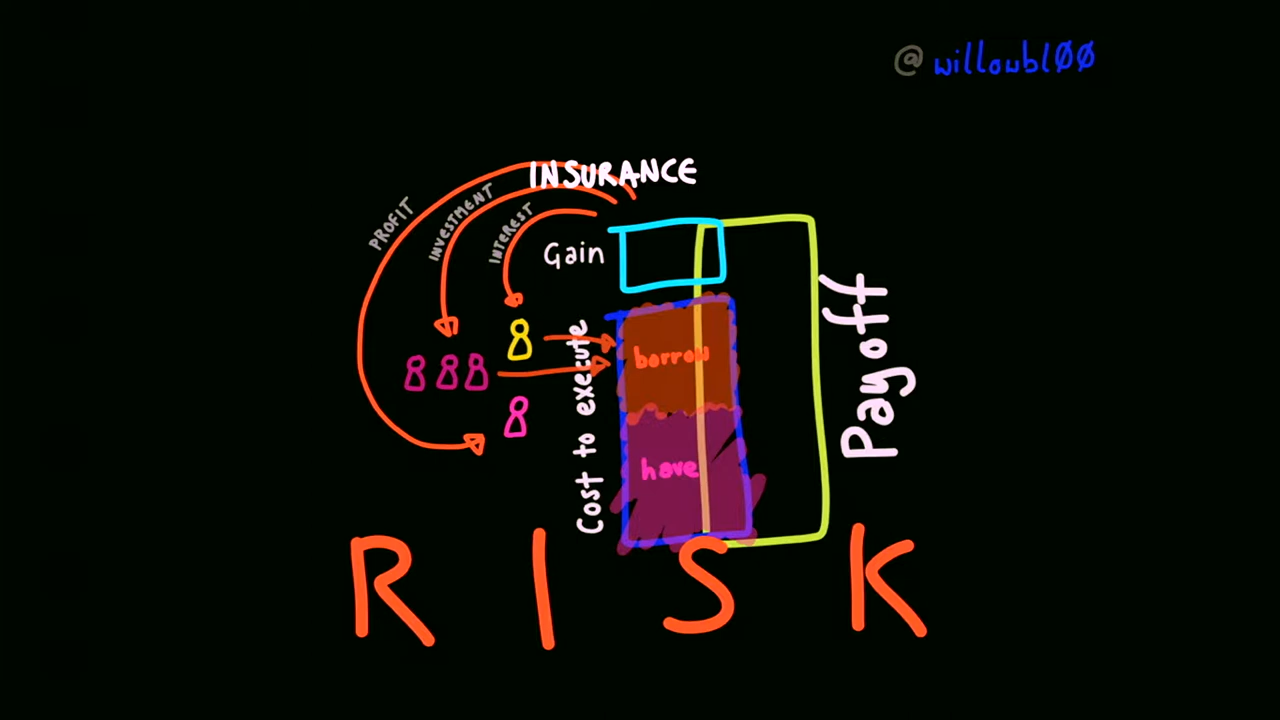 @willowbl00
INSURANCE
PROFIT
INVESTMENT
INTEREST
Gain
Cost to execute
borrow
have
Payoff
RISK